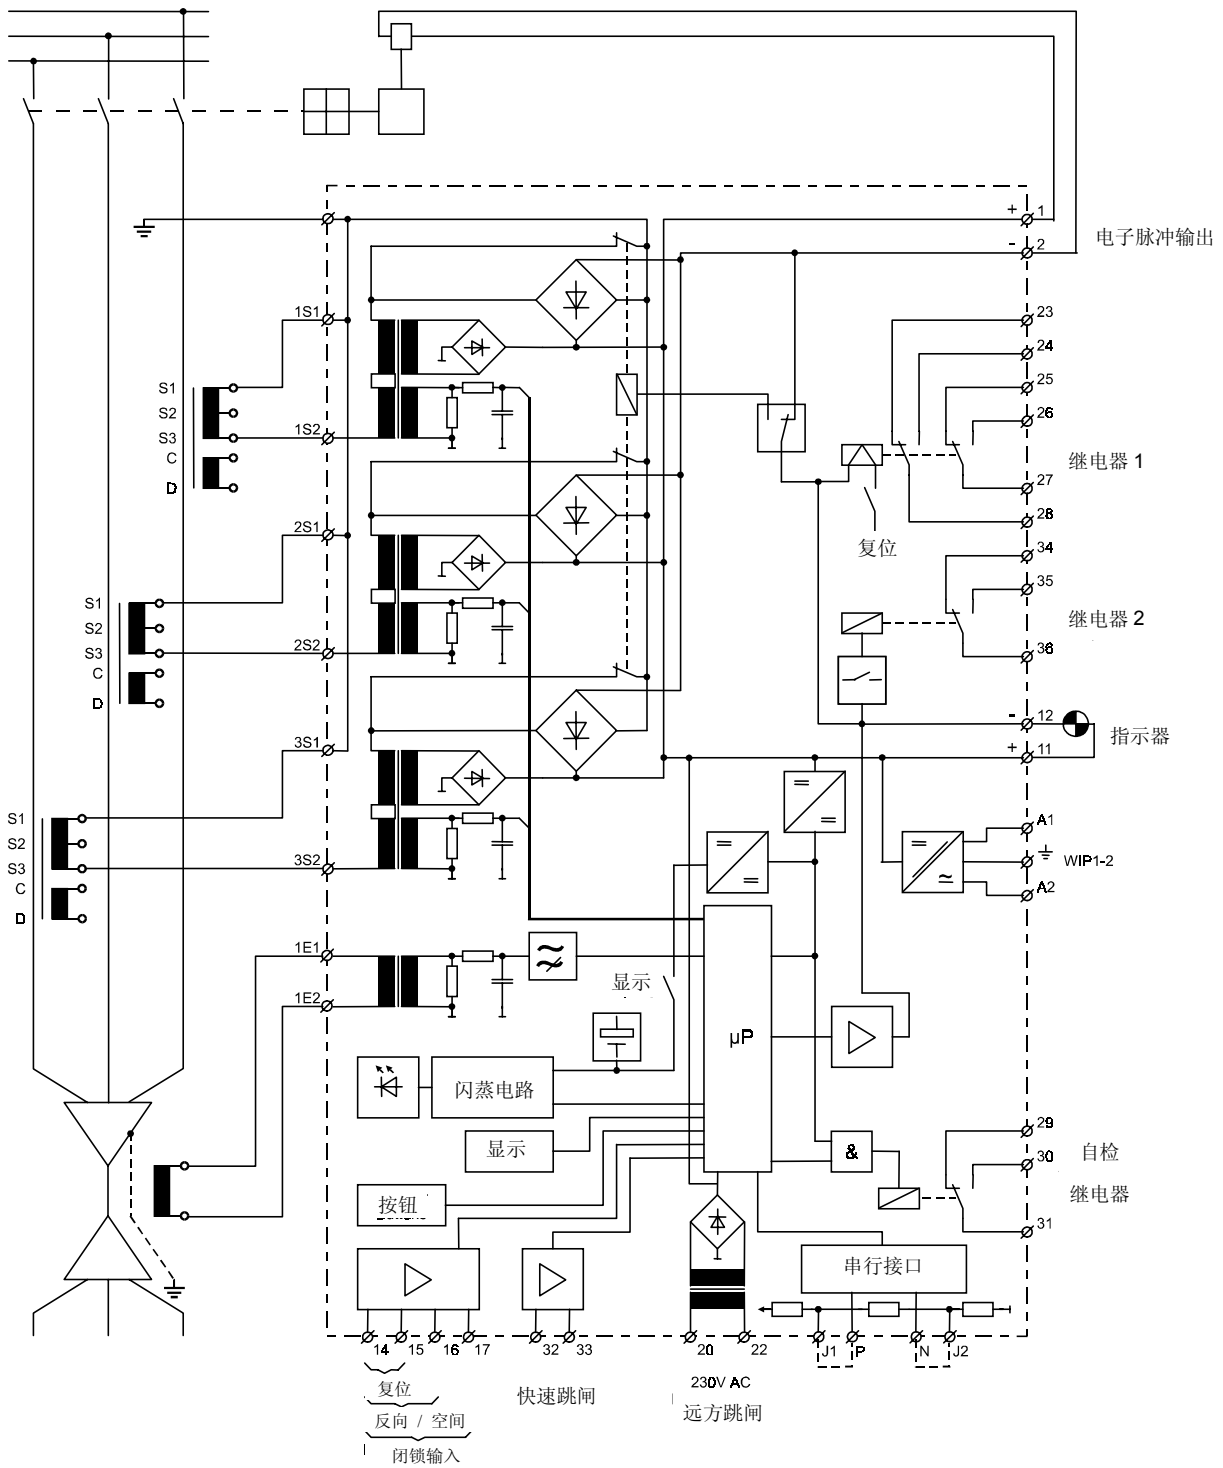 + 1
- 2
电子脉冲输出
1S1
23
24
25
S1
S2
S3
C
D
1S2
26
继电器 1
27
28
复位
2S1
34
35
S1
S2
S3
C
D
2S2
继电器 2
36
- 12
指示器
3S1
+ 11
S1
S2
S3
C
D
3S2
A1
WIP1-2
A2
1E1
1E2
显示
μP
闪蒸电路
显示
&
29
30
自检
继电器
31
按钮
串行接口
14 15 16 17
32 33
20 22
J1 P N J2
230V AC
复位
快速跳闸
远方跳闸
反向 / 空间
闭锁输入